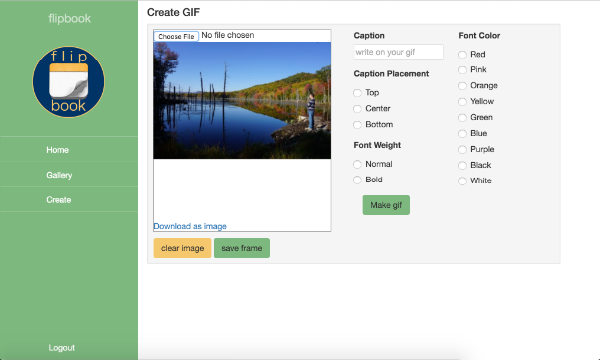 flipbook
flip
book
Home
Gallery
Create
Logout
Create GIF
Choose File No file chosen
Download as image
clear image
save frame
Caption
write on your gif
Caption Placement
Top
Center
Bottom
Font Weight
Normal
Bold
Make gif
Font Color
Red
Pink
Orange
Yellow
Green
Blue
Purple
Black
White